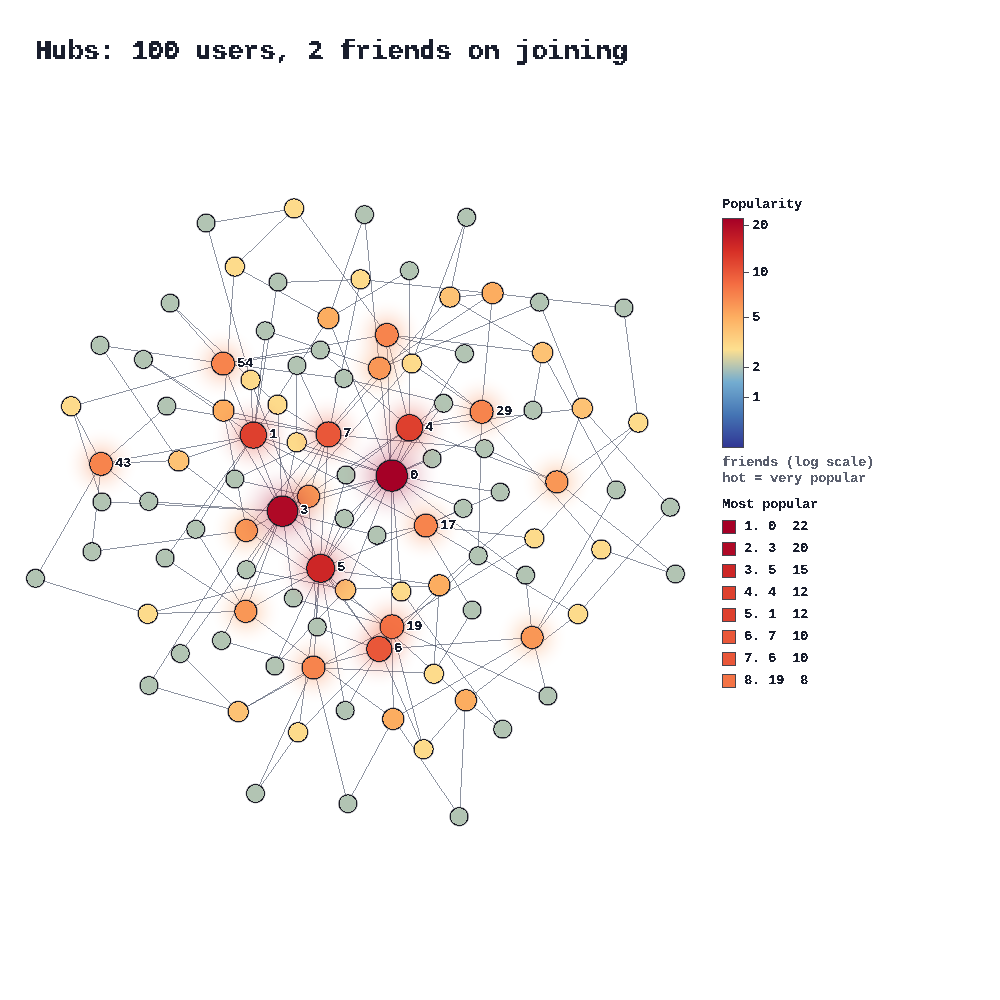 Hubs: 100 users, 2 friends on joining
Popularity
20
10
5
2
1
friends (log scale)
hot = very popular
Most popular
1. 0 22
2. 3 20
3. 5 15
4. 4 12
5. 1 12
6. 7 10
7. 6 10
8. 19 8
54
29
4
1
7
43
0
3
17
5
19
6